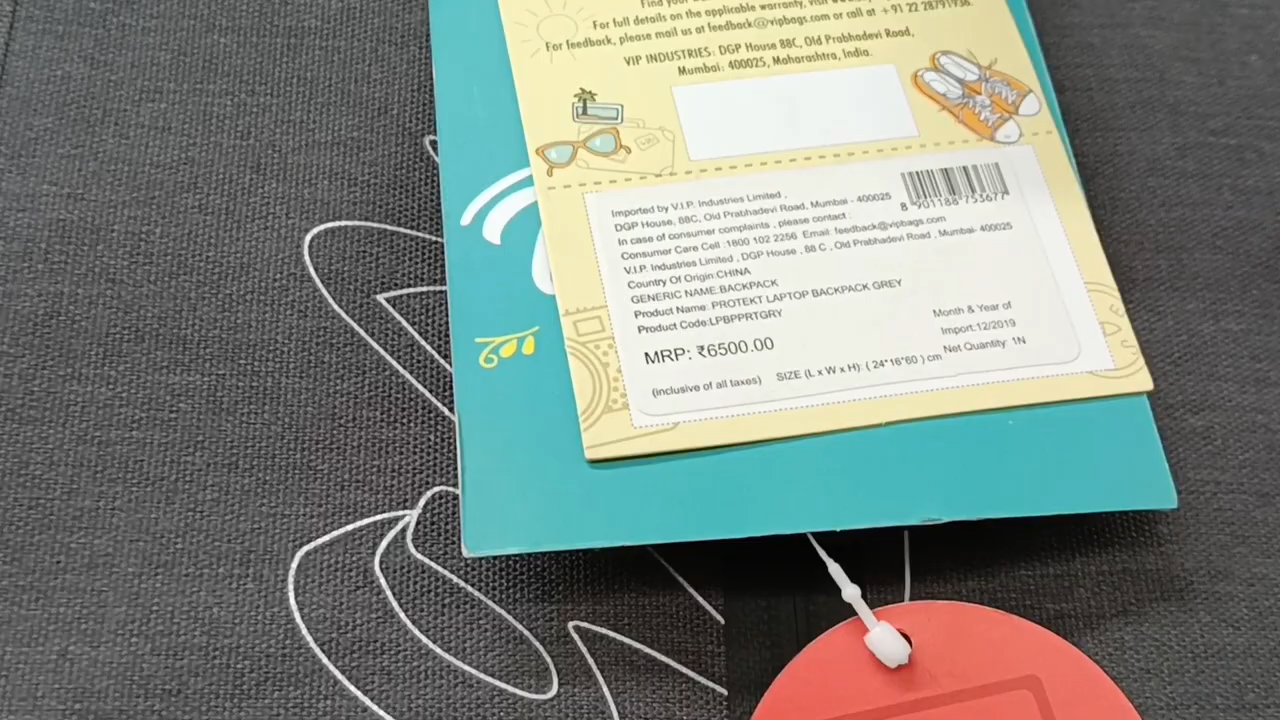 Find your
For full details on the applicable warranty, visit
For feedback, please mail us at feedback@vipbags.com or call at +91 22 28791936.
VIP INDUSTRIES: DGP House 88C, Old Prabhadevi Road,
Mumbai: 400025, Maharashtra, India.
Imported by V.I.P. Industries Limited ,
DGP House, 88C, Old Prabhadevi Road, Mumbai - 400025
In case of consumer complaints , please contact :
Consumer Care Cell :1800 102 2256 Email: feedback@vipbags.com
V.I.P. Industries Limited , DGP House , 88 C , Old Prabhadevi Road , Mumbai- 400025
Country Of Origin:CHINA
GENERIC NAME:BACKPACK
Product Name: PROTEKT LAPTOP BACKPACK GREY
Product Code:LPBPPRTGRY
8 901188 753677
Month & Year of
Import:12/2019
Net Quantity: 1N
MRP: ₹6500.00
(inclusive of all taxes) SIZE (L x W x H): ( 24*16*60 ) cm